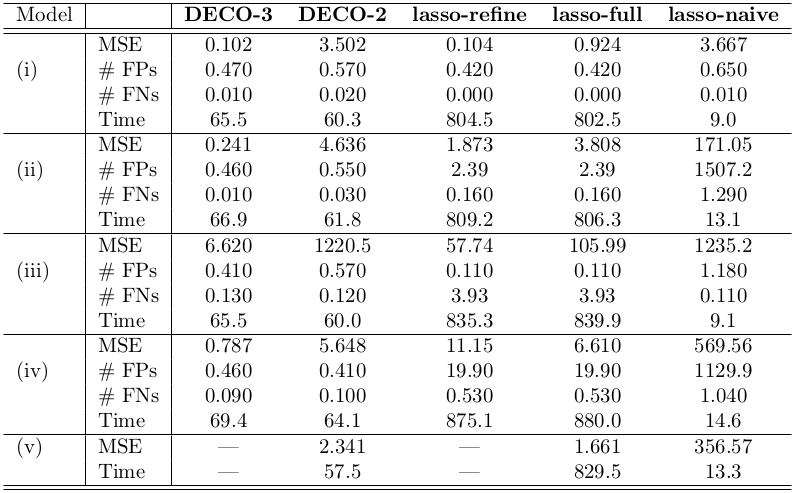 Model DECO-3 DECO-2 lasso-refine lasso-full lasso-naive
MSE 0.102 3.502 0.104 0.924 3.667
(i) # FPs 0.470 0.570 0.420 0.420 0.650
# FNs 0.010 0.020 0.000 0.000 0.010
Time 65.5 60.3 804.5 802.5 9.0
MSE 0.241 4.636 1.873 3.808 171.05
(ii) # FPs 0.460 0.550 2.39 2.39 1507.2
# FNs 0.010 0.030 0.160 0.160 1.290
Time 66.9 61.8 809.2 806.3 13.1
MSE 6.620 1220.5 57.74 105.99 1235.2
(iii) # FPs 0.410 0.570 0.110 0.110 1.180
# FNs 0.130 0.120 3.93 3.93 0.110
Time 65.5 60.0 835.3 839.9 9.1
MSE 0.787 5.648 11.15 6.610 569.56
(iv) # FPs 0.460 0.410 19.90 19.90 1129.9
# FNs 0.090 0.100 0.530 0.530 1.040
Time 69.4 64.1 875.1 880.0 14.6
(v) MSE — 2.341 — 1.661 356.57
Time — 57.5 — 829.5 13.3